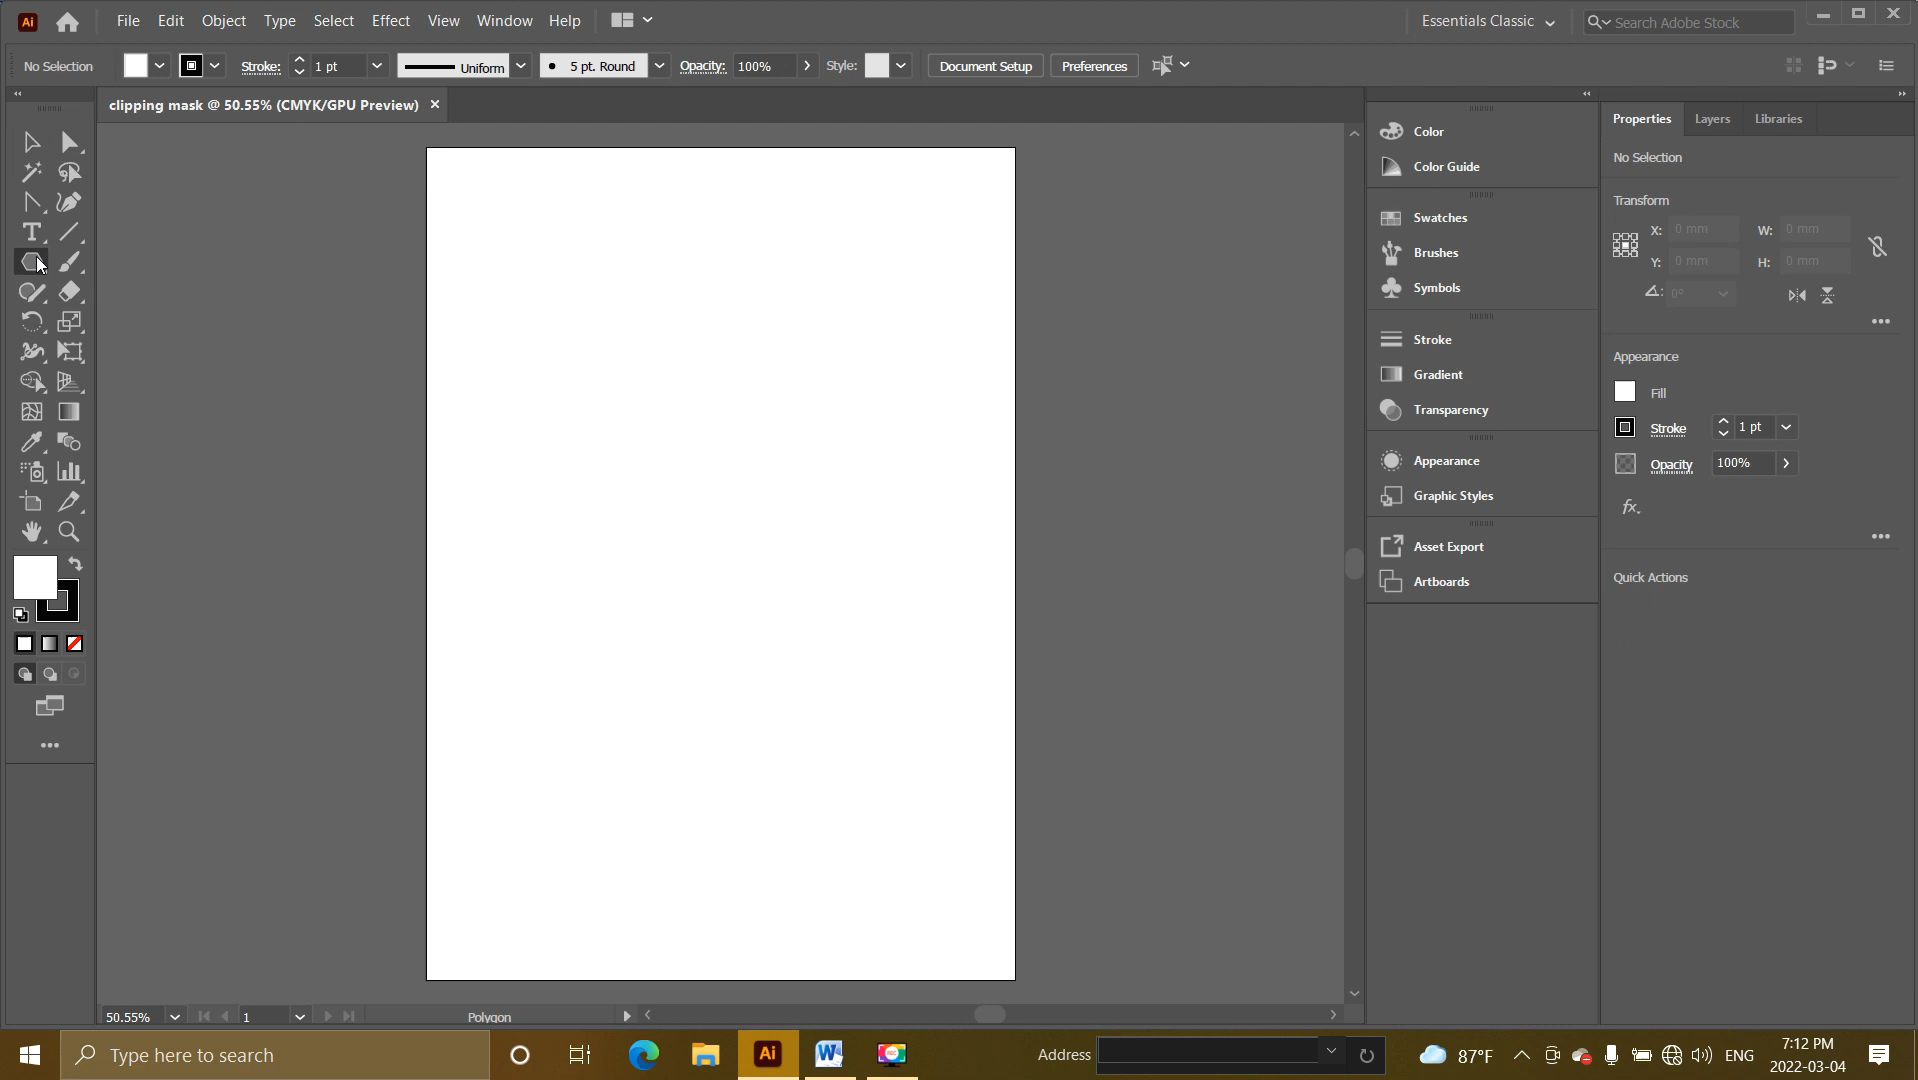 Ai File Edit Object Type Select Effect View Window Help Essentials Classic Search Adobe Stock
No Selection Stroke: 1 pt Uniform 5 pt. Round Opacity: 100% Style: Document Setup Preferences
clipping mask @ 50.55% (CMYK/GPU Preview)
Color
Color Guide
Swatches
Brushes
Symbols
Stroke
Gradient
Transparency
Appearance
Graphic Styles
Asset Export
Artboards
Properties Layers Libraries
No Selection
Transform
X: 0 mm W: 0 mm
Y: 0 mm H: 0 mm
0°
Appearance
Fill
Stroke 1 pt
Opacity 100%
fx
Quick Actions
50.55% 1 Polygon
Type here to search Ai W REC Address 87°F ENG 7:12 PM
2022-03-04